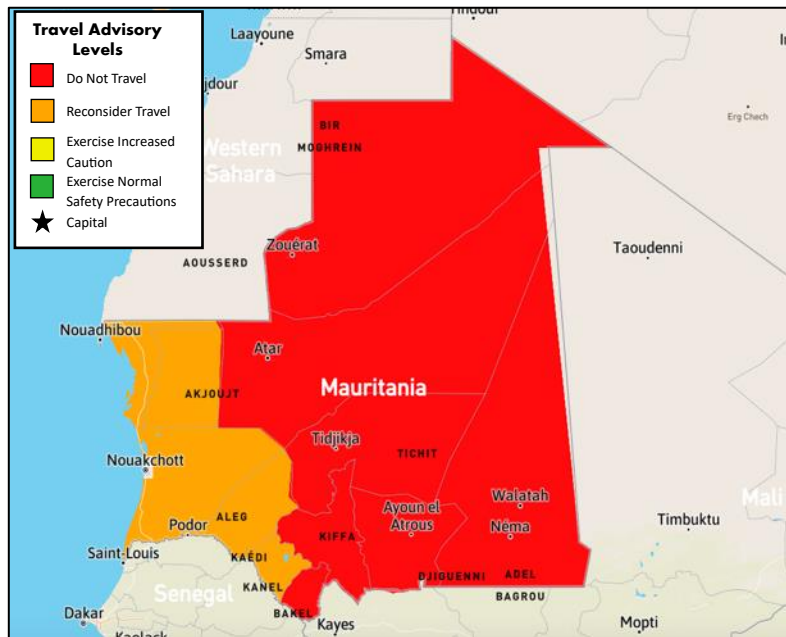 Travel Advisory
Levels
Do Not Travel
Reconsider Travel
Exercise Increased
Caution
Exercise Normal
Safety Precautions
Capital
Laayoune
Smara
jdour
Erg Chech
BIR
MOGHREIN
Western
Sahara
Zouérat
Taoudenni
AOUSSERD
Nouadhibou
Atar
Mauritania
AKJOUJT
Tidjikja
TICHIT
Nouakchott
Walatah
Ayoun el
Atrous
Mali
ALEG
Podor
KIFFA
Néma
Timbuktu
Saint-Louis
KAÉDI
DJIGUENNI
ADEL
BAGROU
KANEL
Senegal
BAKEL
Dakar
Kayes
Mopti
Kaolack